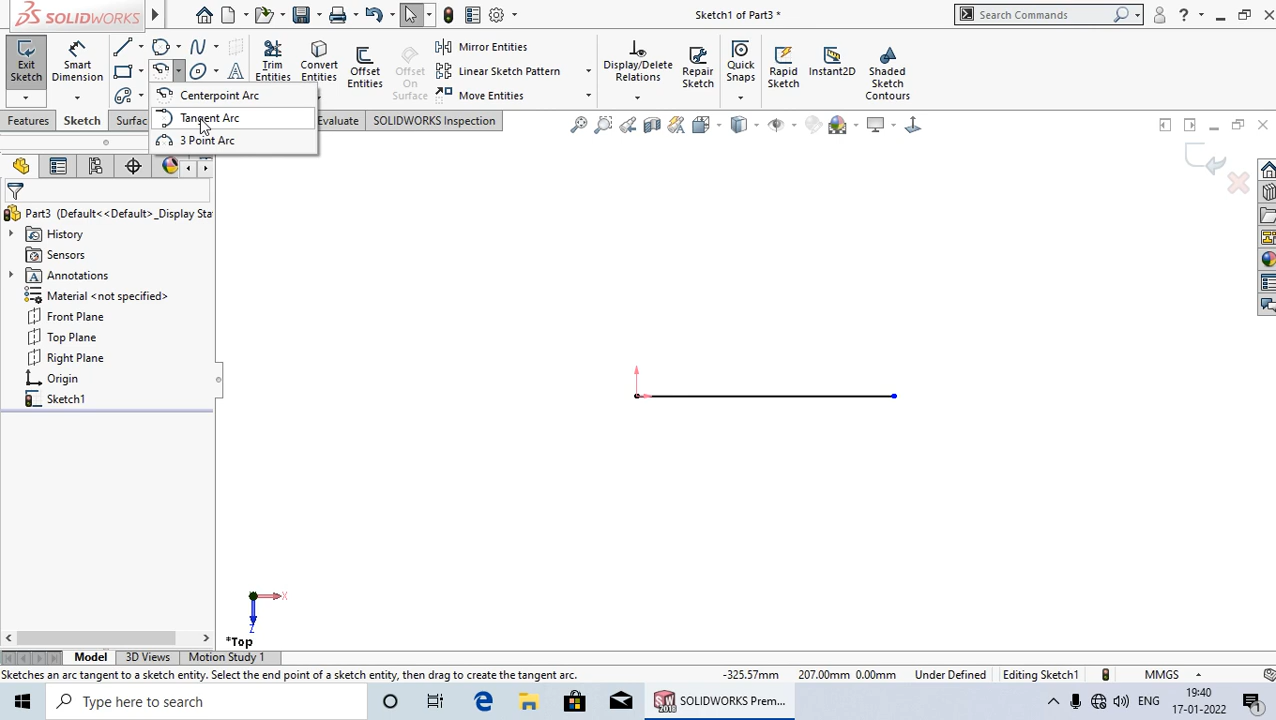 SOLIDWORKS
Sketch1 of Part3 *
Search Commands
Exit Sketch
Smart Dimension
Trim Entities
Convert Entities
Offset Entities
Offset On Surface
Mirror Entities
Linear Sketch Pattern
Move Entities
Display/Delete Relations
Repair Sketch
Quick Snaps
Rapid Sketch
Instant2D
Shaded Sketch Contours
Centerpoint Arc
Tangent Arc
3 Point Arc
Features
Sketch
Surfac
Evaluate
SOLIDWORKS Inspection
Part3 (Default<<Default>_Display Sta
History
Sensors
Annotations
Material <not specified>
Front Plane
Top Plane
Right Plane
Origin
Sketch1
X
Z
*Top
Model
3D Views
Motion Study 1
Sketches an arc tangent to a sketch entity. Select the end point of a sketch entity, then drag to create the tangent arc.
-325.57mm
207.00mm 0.00mm
Under Defined
Editing Sketch1
MMGS
Type here to search
SOLIDWORKS Prem...
ENG
19:40
17-01-2022